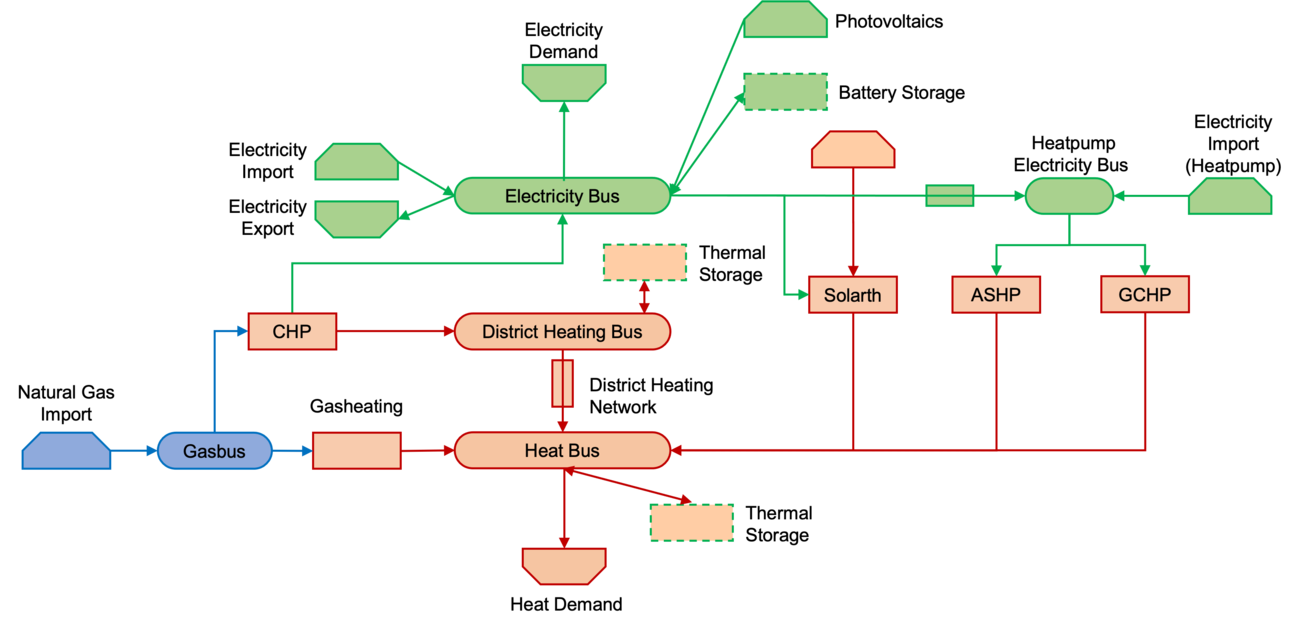 Photovoltaics
Electricity
Demand
Battery Storage
Electricity
Import
(Heatpump)
Heatpump
Electricity Bus
Electricity
Import
Electricity Bus
Electricity
Export
Thermal
Storage
Solarth
ASHP
GCHP
CHP
District Heating Bus
Natural Gas
Import
Gasheating
District Heating
Network
Gasbus
Heat Bus
Thermal
Storage
Heat Demand